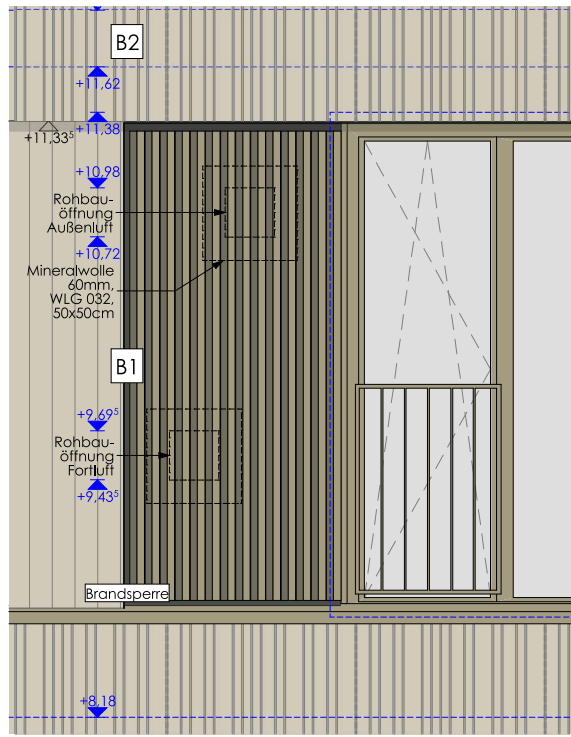 B2
+11,62
+11,38
+11,33⁵
+10,98
Rohbau-
öffnung
Außenluft
+10,72
Mineralwolle
60mm,
WLG 032,
50x50cm
B1
+9,69⁵
Rohbau-
öffnung
Fortluft
+9,43⁵
Brandsperre
+8,18